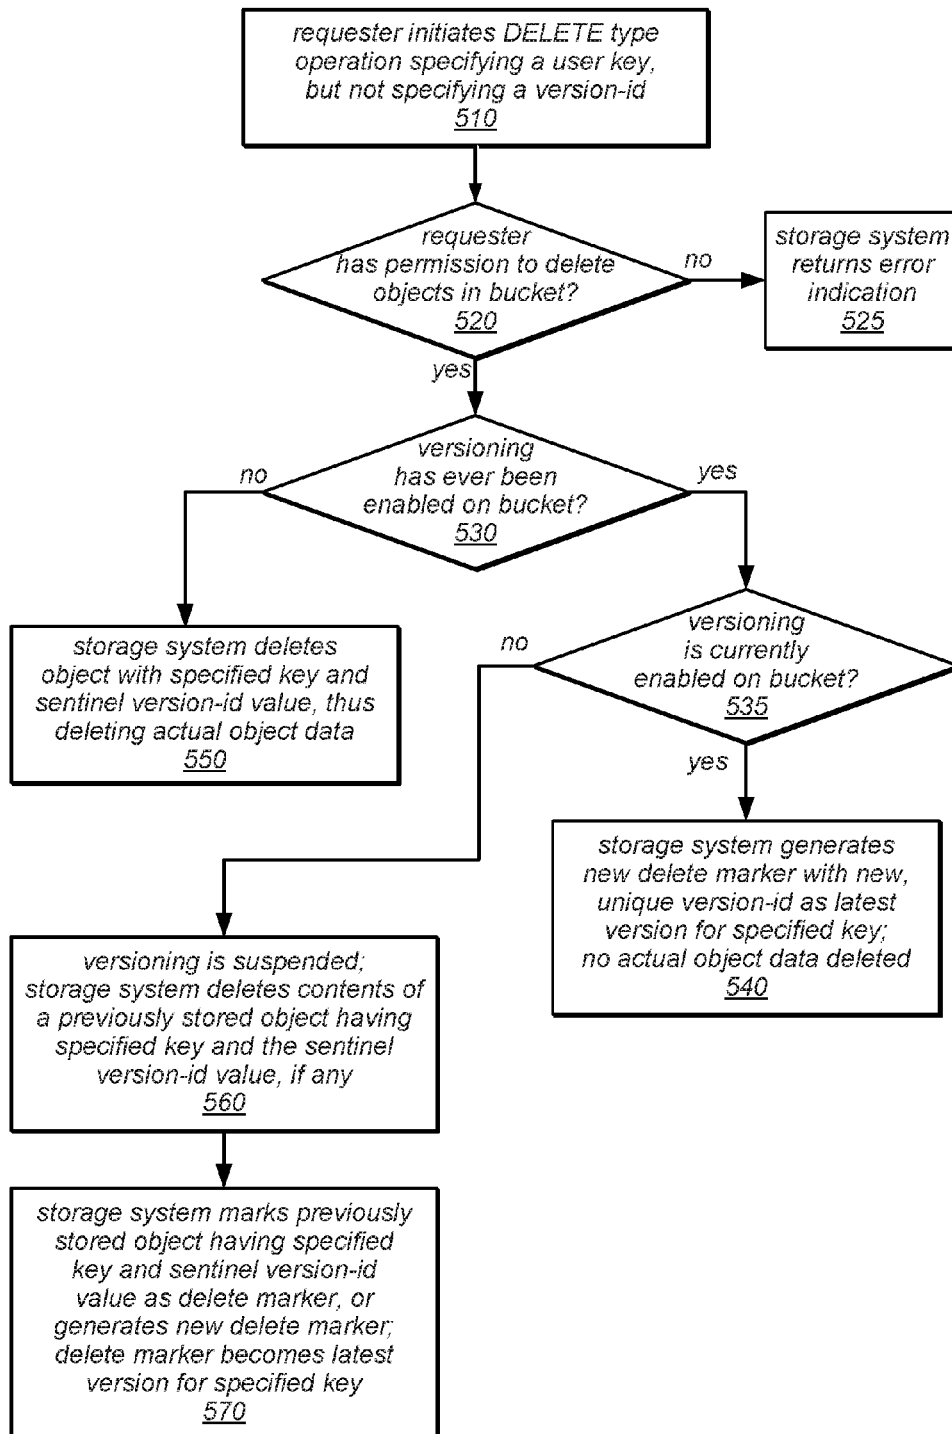 requester initiates DELETE type
operation specifying a user key,
but not specifying a version-id
510
requester
has permission to delete
objects in bucket?
520
no
storage system
returns error
indication
525
yes
versioning
has ever been
enabled on bucket?
530
no
yes
storage system deletes
object with specified key and
sentinel version-id value, thus
deleting actual object data
550
versioning
is currently
enabled on bucket?
535
no
yes
storage system generates
new delete marker with new,
unique version-id as latest
version for specified key;
no actual object data deleted
540
versioning is suspended;
storage system deletes contents of
a previously stored object having
specified key and the sentinel
version-id value, if any
560
storage system marks previously
stored object having specified
key and sentinel version-id
value as delete marker, or
generates new delete marker;
delete marker becomes latest
version for specified key
570